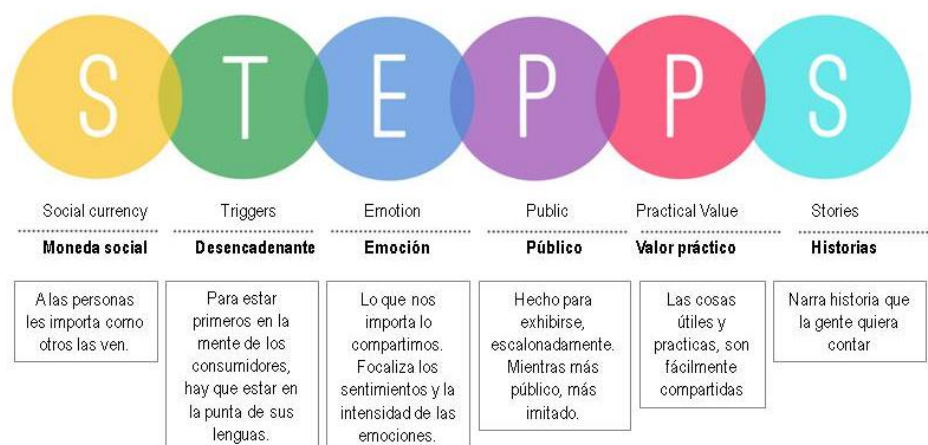 S T E P P S
Social currency
Triggers
Emotion
Public
Practical Value
Stories
Moneda social
Desencadenante
Emoción
Público
Valor práctico
Historias
A las personas
les importa como
otros las ven.
Para estar
primeros en la
mente de los
consumidores,
hay que estar en
la punta de sus
lenguas.
Lo que nos
importa lo
compartimos.
Focaliza los
sentimientos y la
intensidad de las
emociones.
Hecho para
exhibirse,
escalonadamente.
Mientras más
público, más
imitado.
Las cosas
útiles y
practicas, son
fácilmente
compartidas
Narra historia que
la gente quiera
contar